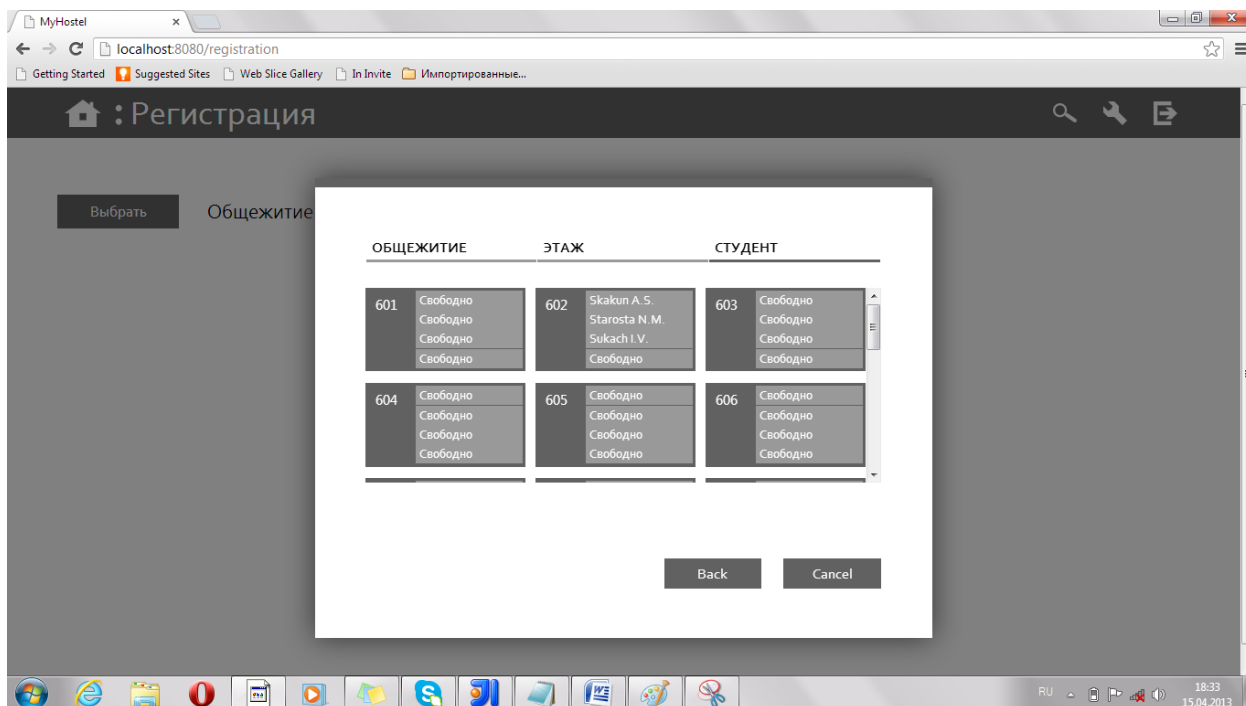 MyHostel
localhost:8080/registration
Getting Started Suggested Sites Web Slice Gallery In Invite Импортированные...
: Регистрация
Выбрать Общежитие
ОБЩЕЖИТИЕ ЭТАЖ СТУДЕНТ
601 Свободно
Свободно
Свободно
Свободно
602 Skakun A.S.
Starosta N.M.
Sukach I.V.
Свободно
603 Свободно
Свободно
Свободно
Свободно
604 Свободно
Свободно
Свободно
Свободно
605 Свободно
Свободно
Свободно
Свободно
606 Свободно
Свободно
Свободно
Свободно
Back Cancel
RU 18:33
15.04.2013